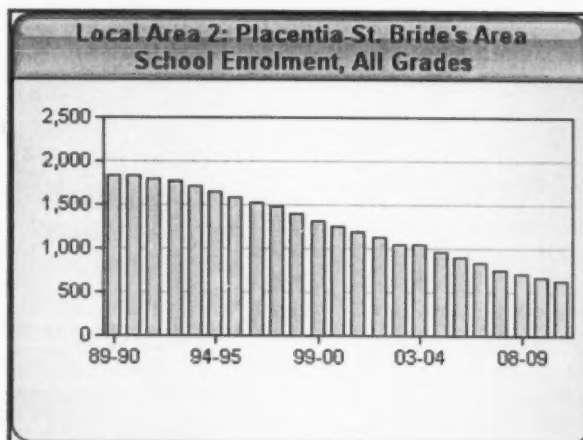 Local Area 2: Placentia-St. Bride's Area
School Enrolment, All Grades
2,500
2,000
1,500
1,000
500
0
89-90 94-95 99-00 03-04 08-09